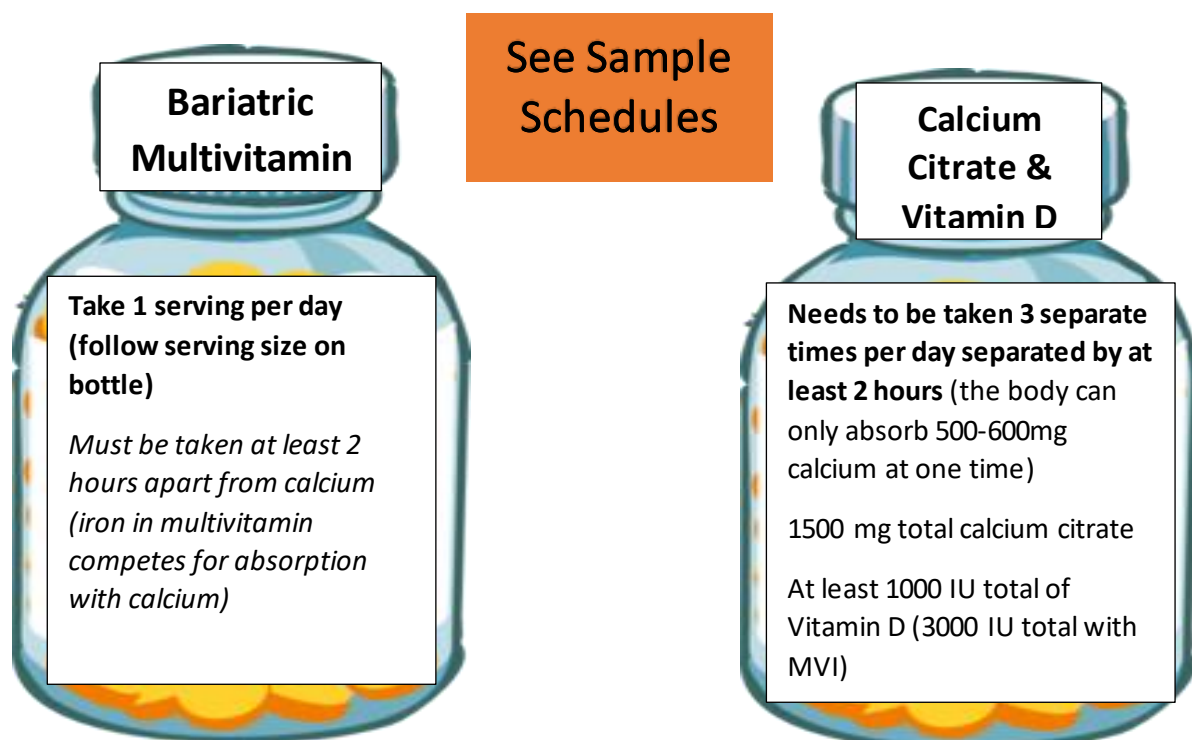 Bariatric
Multivitamin
Take 1 serving per day
(follow serving size on
bottle)
Must be taken at least 2
hours apart from calcium
(iron in multivitamin
competes for absorption
with calcium)
See Sample
Schedules
Calcium
Citrate &
Vitamin D
Needs to be taken 3 separate
times per day separated by at
least 2 hours (the body can
only absorb 500-600mg
calcium at one time)
1500 mg total calcium citrate
At least 1000 IU total of
Vitamin D (3000 IU total with
MVI)